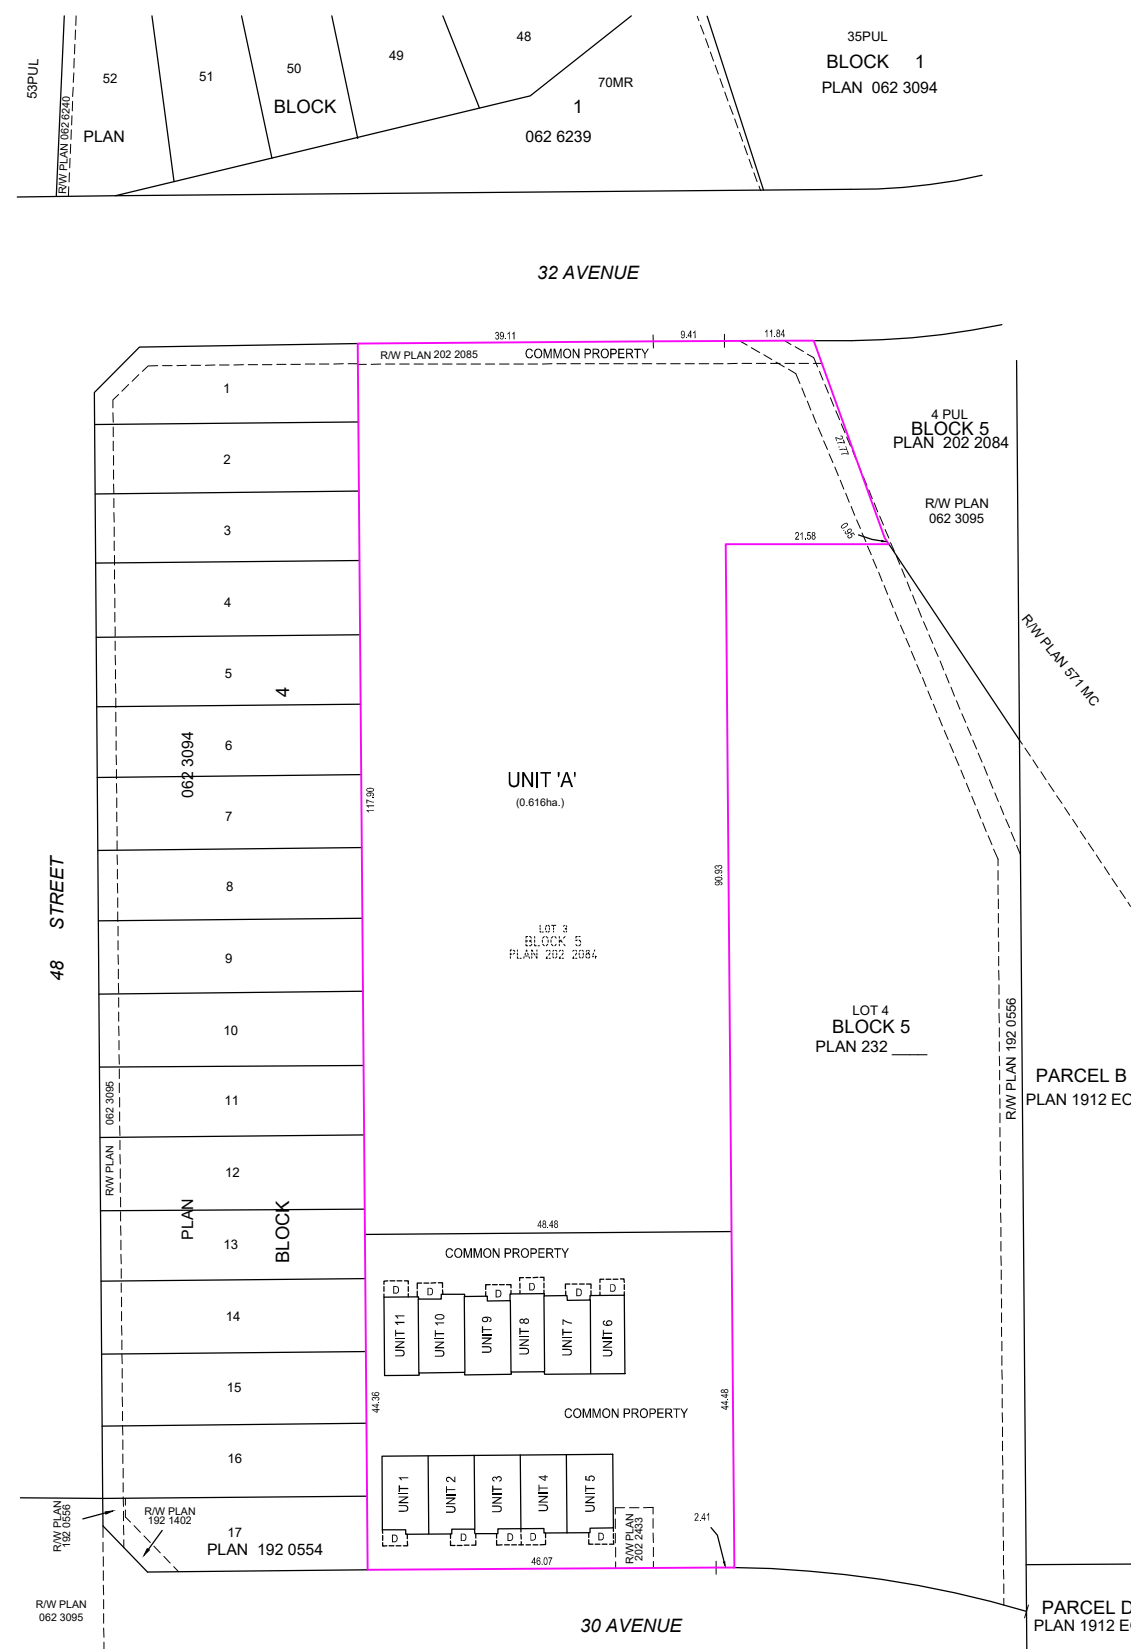 53PUL
R/W PLAN 062 6240
52
51
50
49
48
BLOCK
PLAN
1
70MR
062 6239
35PUL
BLOCK 1
PLAN 062 3094
32 AVENUE
39.11
9.41
11.84
R/W PLAN 202 2085
COMMON PROPERTY
27.77
0.95
21.58
4 PUL
BLOCK 5
PLAN 202 2084
R/W PLAN
062 3095
R/W PLAN 571 MC
1
2
3
4
5
6
7
8
9
10
11
12
13
14
15
16
17
4
062 3094
PLAN
BLOCK
48 STREET
R/W PLAN 062 3095
117.90
UNIT 'A'
(0.616ha.)
90.93
LOT 3
BLOCK 5
PLAN 202 2084
LOT 4
BLOCK 5
PLAN 232 ____
R/W PLAN 192 0556
PARCEL B
PLAN 1912 EO
48.48
COMMON PROPERTY
D
D
D
D
D
D
UNIT 11
UNIT 10
UNIT 9
UNIT 8
UNIT 7
UNIT 6
44.36
44.48
COMMON PROPERTY
UNIT 1
UNIT 2
UNIT 3
UNIT 4
UNIT 5
D
D
D
D
D
R/W PLAN
202 2433
2.41
46.07
R/W PLAN
192 0556
R/W PLAN
192 1402
PLAN 192 0554
R/W PLAN
062 3095
30 AVENUE
PARCEL D
PLAN 1912 E